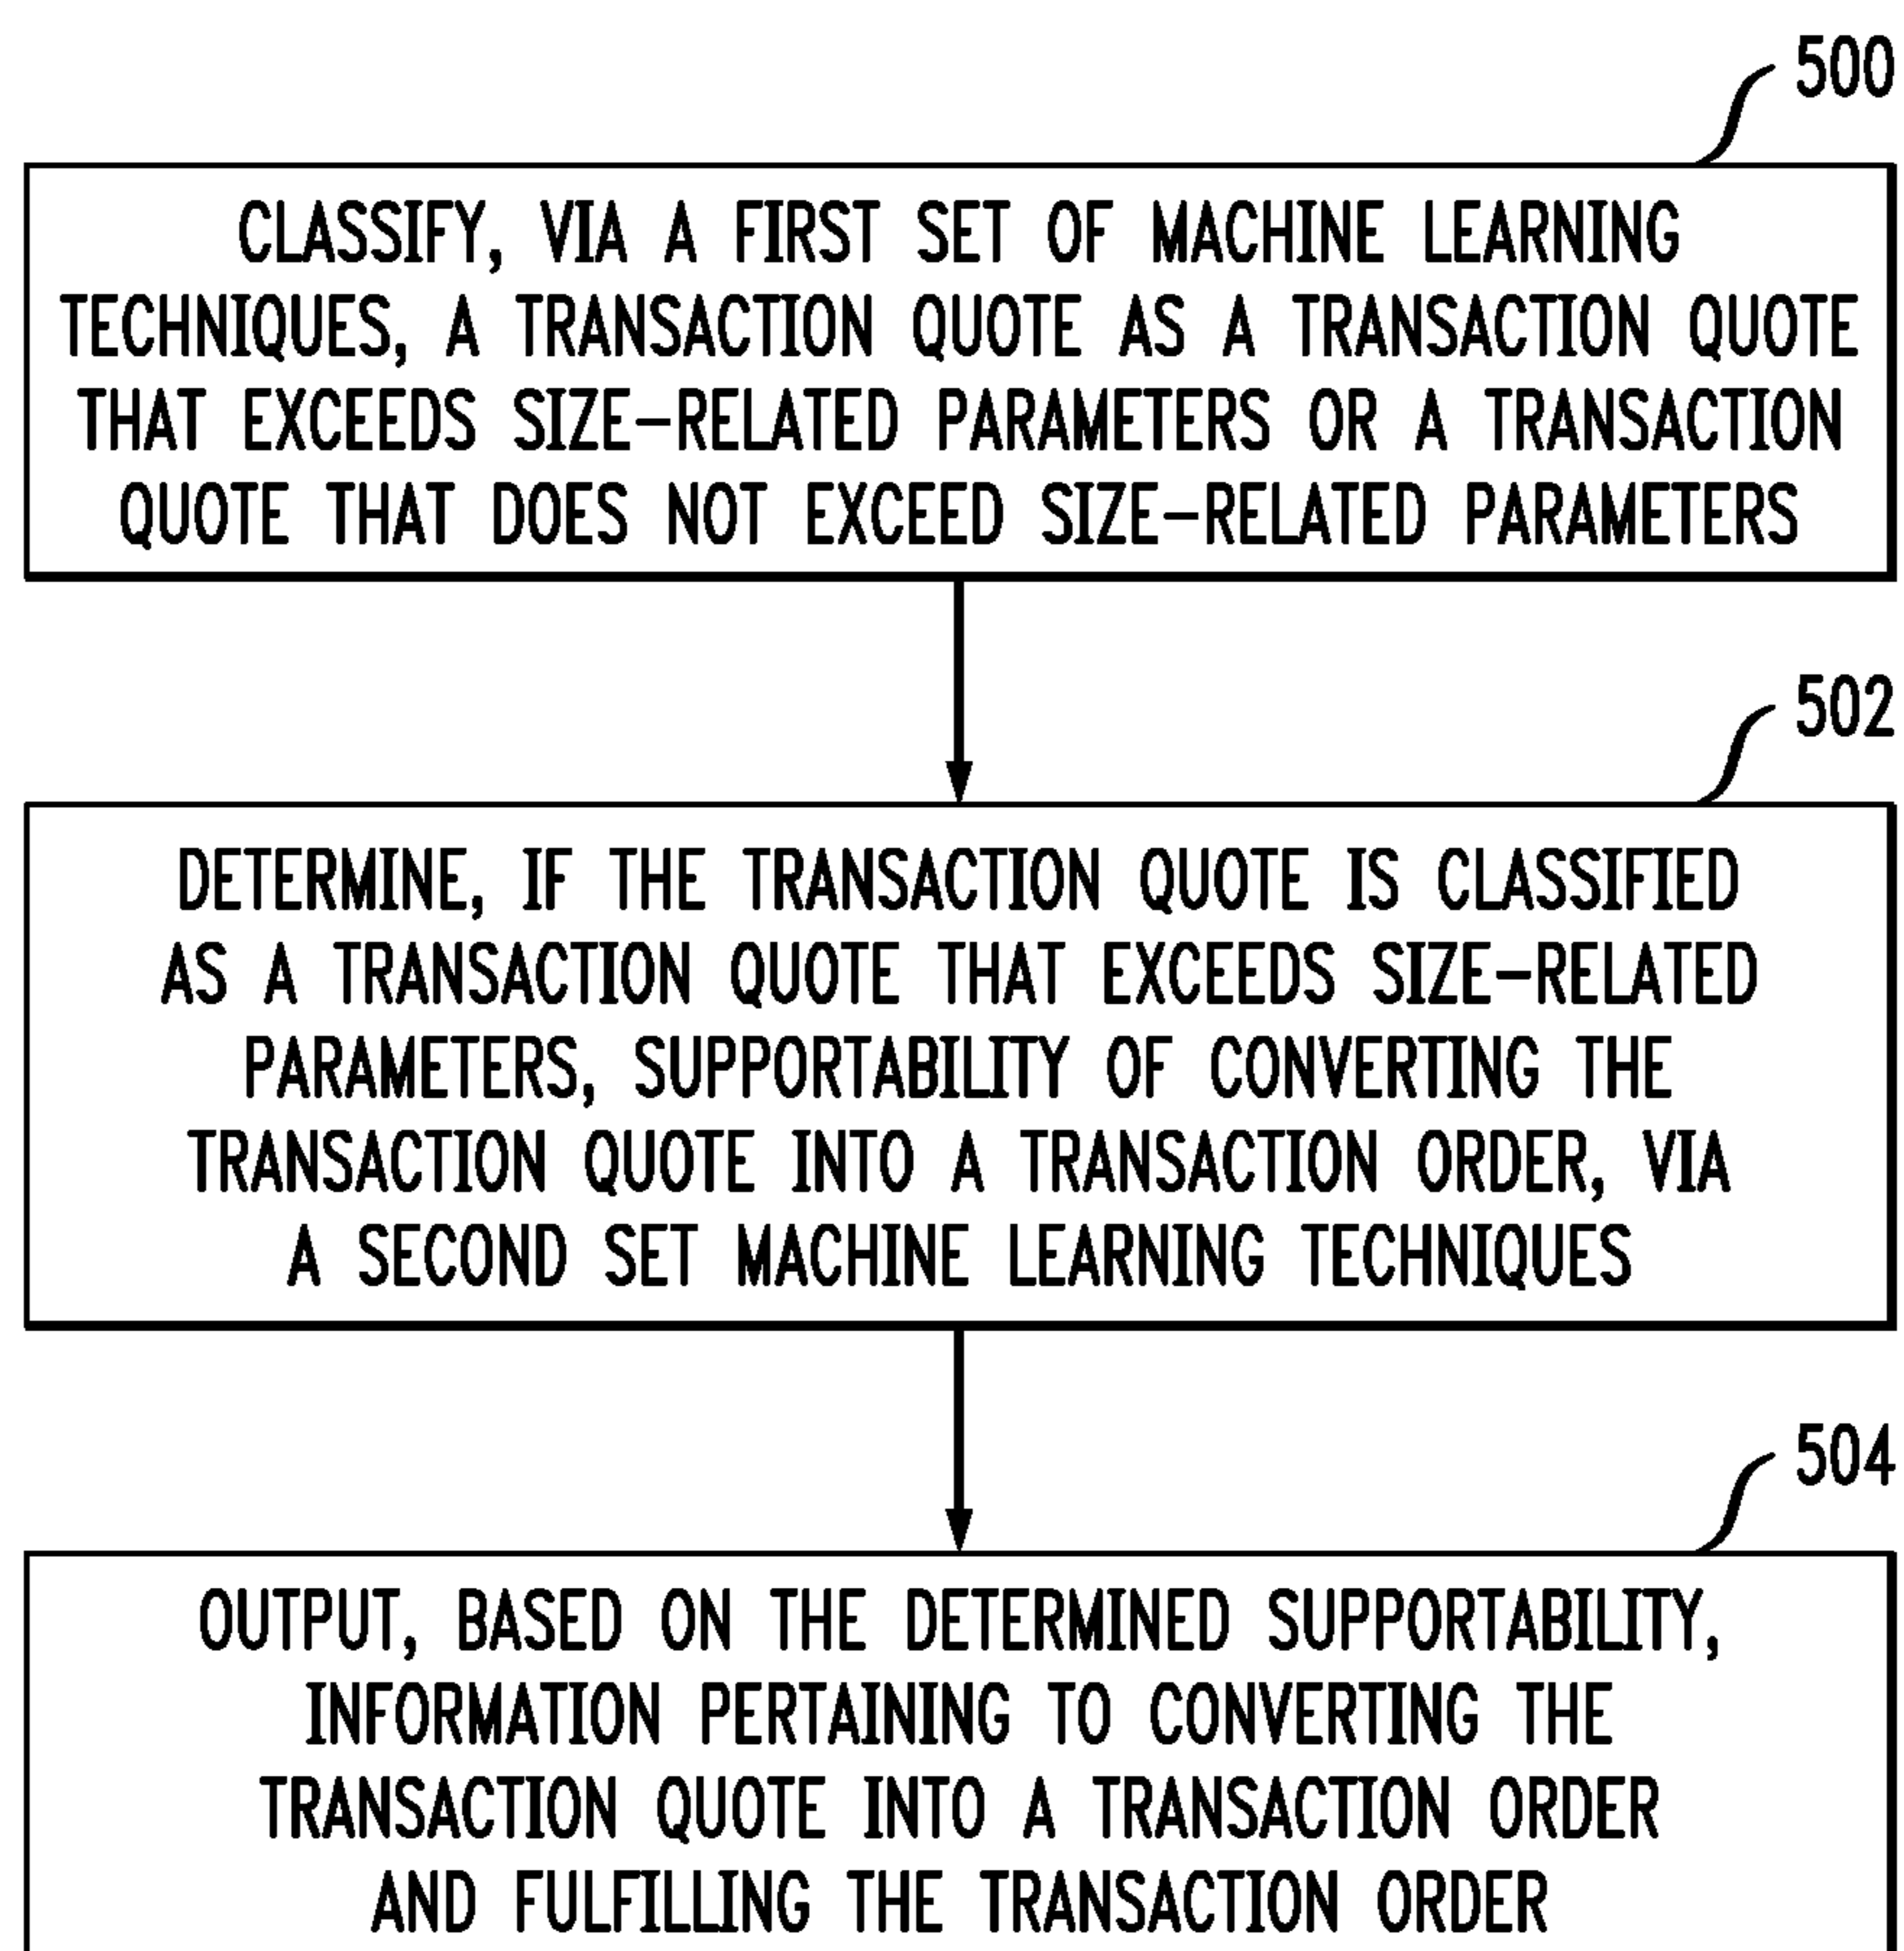 500
CLASSIFY, VIA A FIRST SET OF MACHINE LEARNING
TECHNIQUES, A TRANSACTION QUOTE AS A TRANSACTION QUOTE
THAT EXCEEDS SIZE-RELATED PARAMETERS OR A TRANSACTION
QUOTE THAT DOES NOT EXCEED SIZE-RELATED PARAMETERS
502
DETERMINE, IF THE TRANSACTION QUOTE IS CLASSIFIED
AS A TRANSACTION QUOTE THAT EXCEEDS SIZE-RELATED
PARAMETERS, SUPPORTABILITY OF CONVERTING THE
TRANSACTION QUOTE INTO A TRANSACTION ORDER, VIA
A SECOND SET MACHINE LEARNING TECHNIQUES
504
OUTPUT, BASED ON THE DETERMINED SUPPORTABILITY,
INFORMATION PERTAINING TO CONVERTING THE
TRANSACTION QUOTE INTO A TRANSACTION ORDER
AND FULFILLING THE TRANSACTION ORDER